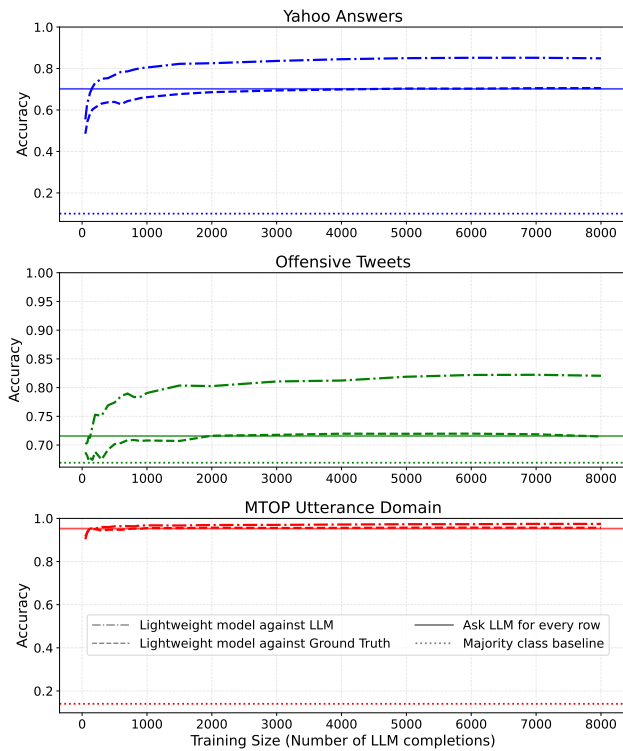 Yahoo Answers
1.0
0.8
0.6
0.4
0.2
Accuracy
0 1000 2000 3000 4000 5000 6000 7000 8000
Offensive Tweets
1.00
0.95
0.90
0.85
0.80
0.75
0.70
Accuracy
0 1000 2000 3000 4000 5000 6000 7000 8000
MTOP Utterance Domain
1.0
0.8
0.6
0.4
0.2
Accuracy
Lightweight model against LLM
Lightweight model against Ground Truth
Ask LLM for every row
Majority class baseline
0 1000 2000 3000 4000 5000 6000 7000 8000
Training Size (Number of LLM completions)